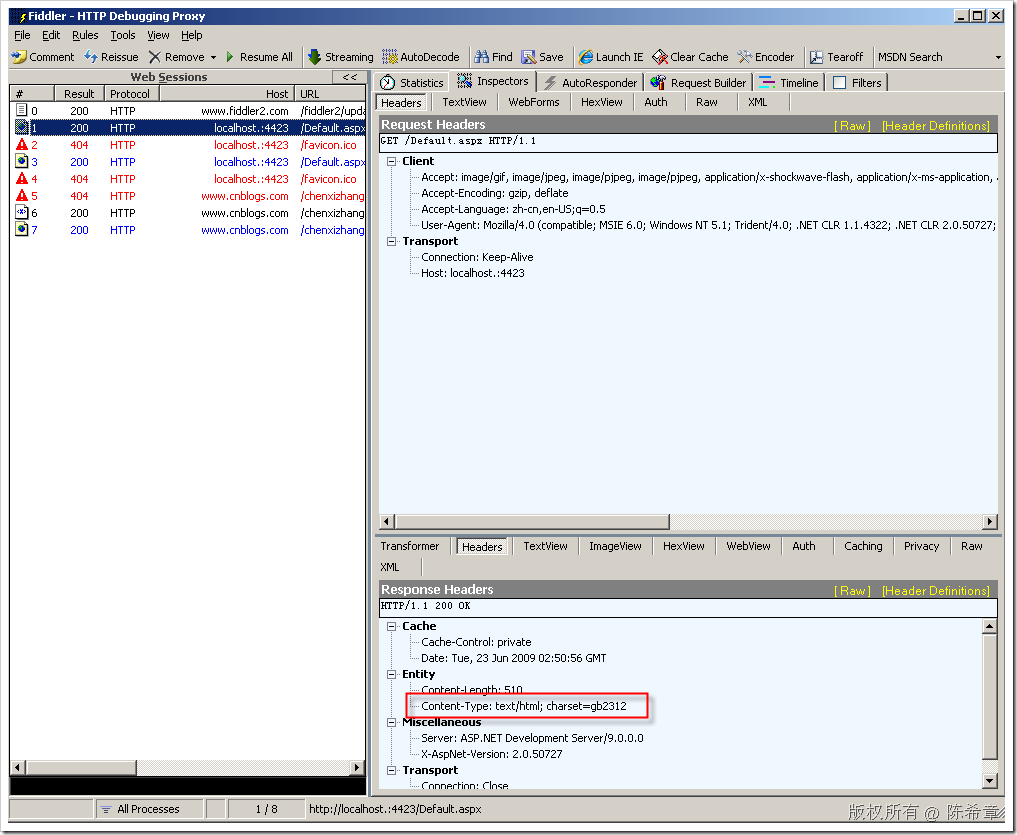 Fiddler - HTTP Debugging Proxy
File Edit Rules Tools View Help
Comment Reissue Remove Resume All Streaming AutoDecode Find Save Launch IE Clear Cache Encoder Tearoff MSDN Search
Web Sessions <<
# Result Protocol Host URL
0 200 HTTP www.fiddler2.com /fiddler2/upda
1 200 HTTP localhost.:4423 /Default.aspx
2 404 HTTP localhost.:4423 /favicon.ico
3 200 HTTP localhost.:4423 /Default.aspx
4 404 HTTP localhost.:4423 /favicon.ico
5 404 HTTP www.cnblogs.com /chenxizhang
6 200 HTTP www.cnblogs.com /chenxizhang
7 200 HTTP www.cnblogs.com /chenxizhang
Statistics Inspectors AutoResponder Request Builder Timeline Filters
Headers TextView WebForms HexView Auth Raw XML
Request Headers [ Raw ] [Header Definitions]
GET /Default.aspx HTTP/1.1
Client
Accept: image/gif, image/jpeg, image/pjpeg, image/pjpeg, application/x-shockwave-flash, application/x-ms-application,
Accept-Encoding: gzip, deflate
Accept-Language: zh-cn,en-US;q=0.5
User-Agent: Mozilla/4.0 (compatible; MSIE 6.0; Windows NT 5.1; Trident/4.0; .NET CLR 1.1.4322; .NET CLR 2.0.50727;
Transport
Connection: Keep-Alive
Host: localhost.:4423
Transformer Headers TextView ImageView HexView WebView Auth Caching Privacy Raw
XML
Response Headers [ Raw ] [Header Definitions]
HTTP/1.1 200 OK
Cache
Cache-Control: private
Date: Tue, 23 Jun 2009 02:50:56 GMT
Entity
Content-Length: 510
Content-Type: text/html; charset=gb2312
Miscellaneous
Server: ASP.NET Development Server/9.0.0.0
X-AspNet-Version: 2.0.50727
Transport
Connection: Close
All Processes 1 / 8 http://localhost.:4423/Default.aspx
版权所有 @ 陈希章